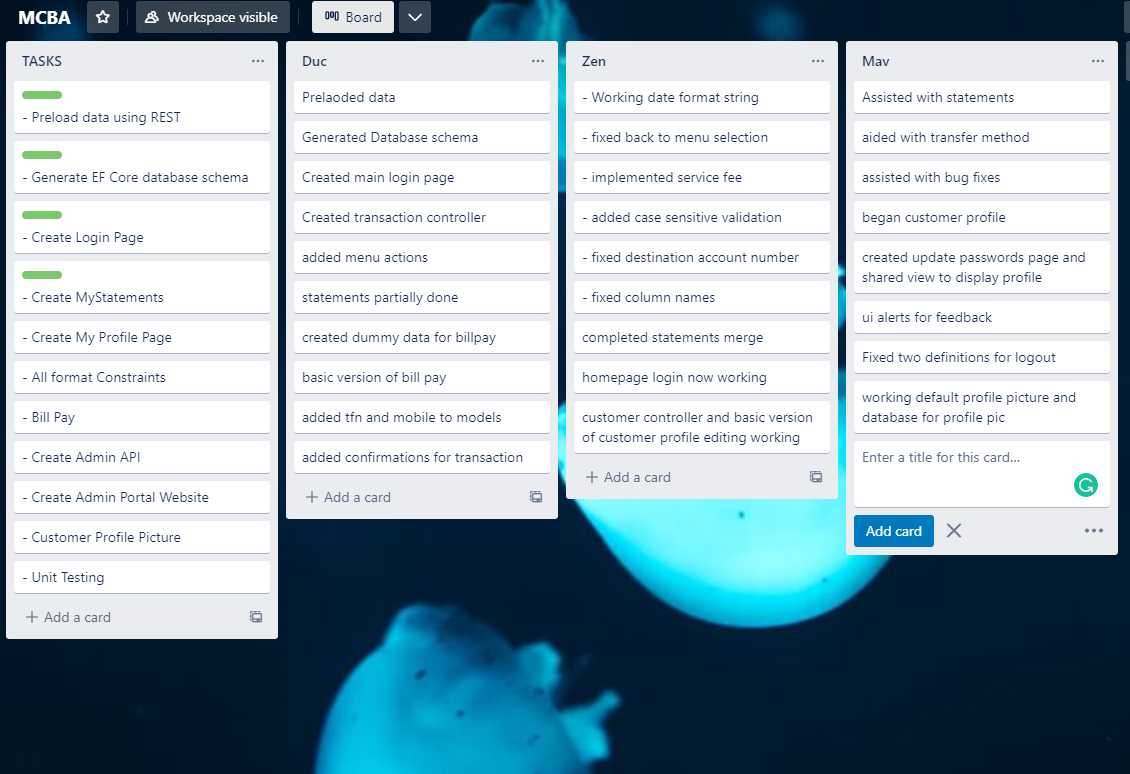 MCBA
Workspace visible
Board
TASKS
- Preload data using REST
- Generate EF Core database schema
- Create Login Page
- Create MyStatements
- Create My Profile Page
- All format Constraints
- Bill Pay
- Create Admin API
- Create Admin Portal Website
- Customer Profile Picture
- Unit Testing
+ Add a card
Duc
Prelaoded data
Generated Database schema
Created main login page
Created transaction controller
added menu actions
statements partially done
created dummy data for billpay
basic version of bill pay
added tfn and mobile to models
added confirmations for transaction
+ Add a card
Zen
- Working date format string
- fixed back to menu selection
- implemented service fee
- added case sensitive validation
- fixed destination account number
- fixed column names
completed statements merge
homepage login now working
customer controller and basic version
of customer profile editing working
+ Add a card
Mav
Assisted with statements
aided with transfer method
assisted with bug fixes
began customer profile
created update passwords page and
shared view to display profile
ui alerts for feedback
Fixed two definitions for logout
working default profile picture and
database for profile pic
Enter a title for this card...
Add card